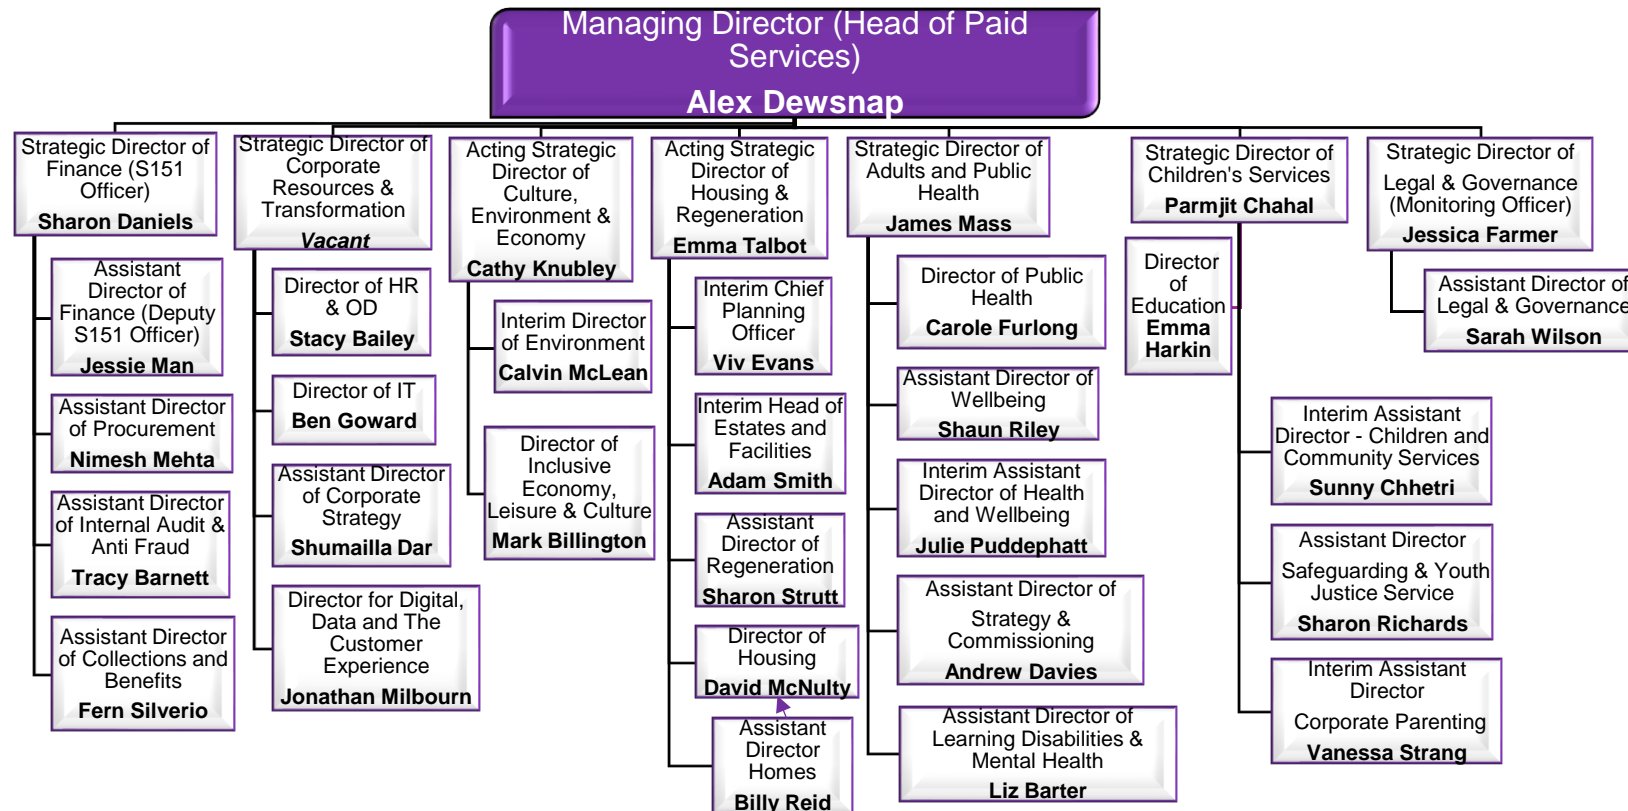 Managing Director (Head of Paid
Services)
Alex Dewsnap
Strategic Director of
Finance (S151
Officer)
Sharon Daniels
Assistant
Director of
Finance (Deputy
S151 Officer)
Jessie Man
Assistant Director
of Procurement
Nimesh Mehta
Assistant Director
of Internal Audit &
Anti Fraud
Tracy Barnett
Assistant Director
of Collections and
Benefits
Fern Silverio
Strategic Director of
Corporate
Resources &
Transformation
Vacant
Director of HR
& OD
Stacy Bailey
Director of IT
Ben Goward
Assistant Director
of Corporate
Strategy
Shumailla Dar
Director for Digital,
Data and The
Customer
Experience
Jonathan Milbourn
Acting Strategic
Director of
Culture,
Environment &
Economy
Cathy Knubley
Interim Director
of Environment
Calvin McLean
Director of
Inclusive
Economy,
Leisure & Culture
Mark Billington
Acting Strategic
Director of
Housing &
Regeneration
Emma Talbot
Interim Chief
Planning
Officer
Viv Evans
Interim Head of
Estates and
Facilities
Adam Smith
Assistant
Director of
Regeneration
Sharon Strutt
Director of
Housing
David McNulty
Assistant
Director
Homes
Billy Reid
Strategic Director of
Adults and Public
Health
James Mass
Director of Public
Health
Carole Furlong
Assistant Director of
Wellbeing
Shaun Riley
Interim Assistant
Director of Health
and Wellbeing
Julie Puddephatt
Assistant Director of
Strategy &
Commissioning
Andrew Davies
Assistant Director of
Learning Disabilities &
Mental Health
Liz Barter
Strategic Director of
Children's Services
Parmjit Chahal
Director
of
Education
Emma
Harkin
Interim Assistant
Director - Children and
Community Services
Sunny Chhetri
Assistant Director
Safeguarding & Youth
Justice Service
Sharon Richards
Interim Assistant
Director
Corporate Parenting
Vanessa Strang
Strategic Director of
Legal & Governance
(Monitoring Officer)
Jessica Farmer
Assistant Director of
Legal & Governance
Sarah Wilson